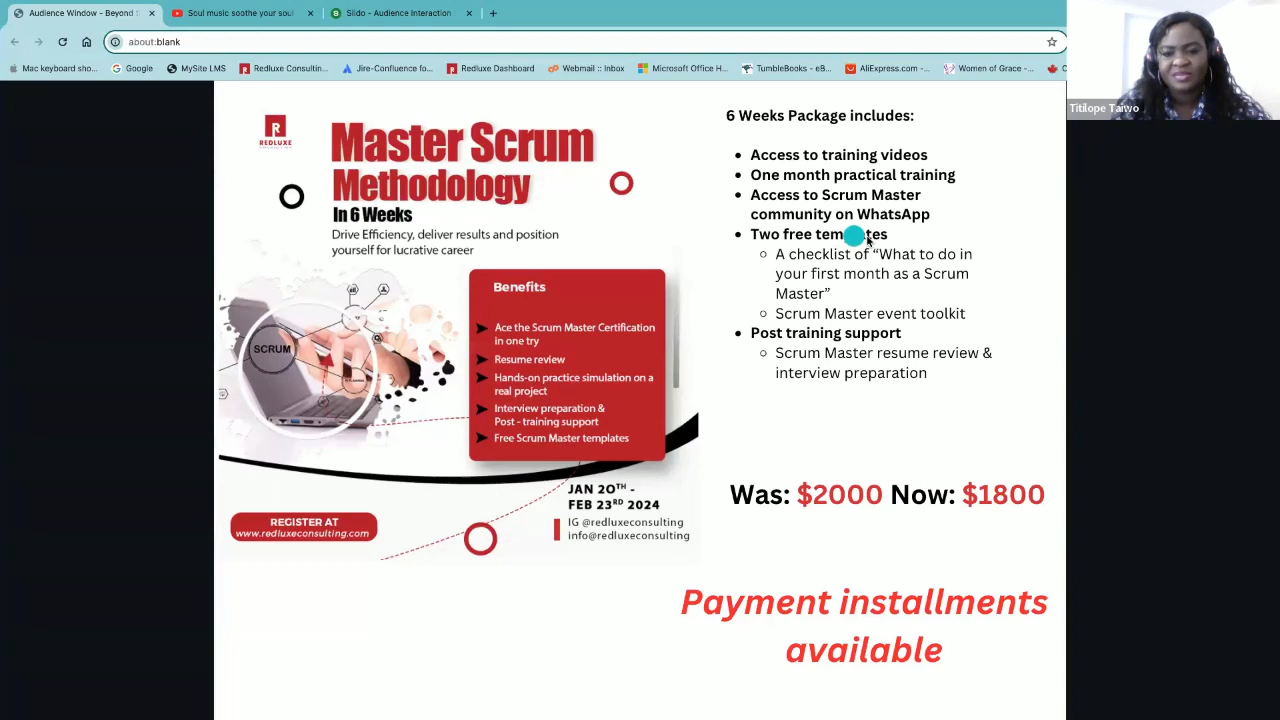 Audience Window - Beyond t
Soul music soothe your soul
Slido - Audience Interaction
about:blank
Mac keyboard sho...
Google
MySite LMS
Redluxe Consultin...
Jire-Confluence fo...
Redluxe Dashboard
Webmail :: Inbox
Microsoft Office H...
TumbleBooks - eB...
AliExpress.com -...
Women of Grace -...
Titilope Taiwo
REDLUXE
Master Scrum
Methodology
In 6 Weeks
Drive Efficiency, deliver results and position
yourself for lucrative career
SCRUM
Benefits
Ace the Scrum Master Certification
in one try
Resume review
Hands-on practice simulation on a
real project
Interview preparation &
Post - training support
Free Scrum Master templates
JAN 20TH -
FEB 23RD 2024
IG @redluxeconsulting
info@redluxeconsulting
REGISTER AT
www.redluxeconsulting.com
6 Weeks Package includes:
Access to training videos
One month practical training
Access to Scrum Master
community on WhatsApp
Two free templates
A checklist of “What to do in
your first month as a Scrum
Master”
Scrum Master event toolkit
Post training support
Scrum Master resume review &
interview preparation
Was: $2000 Now: $1800
Payment installments
available